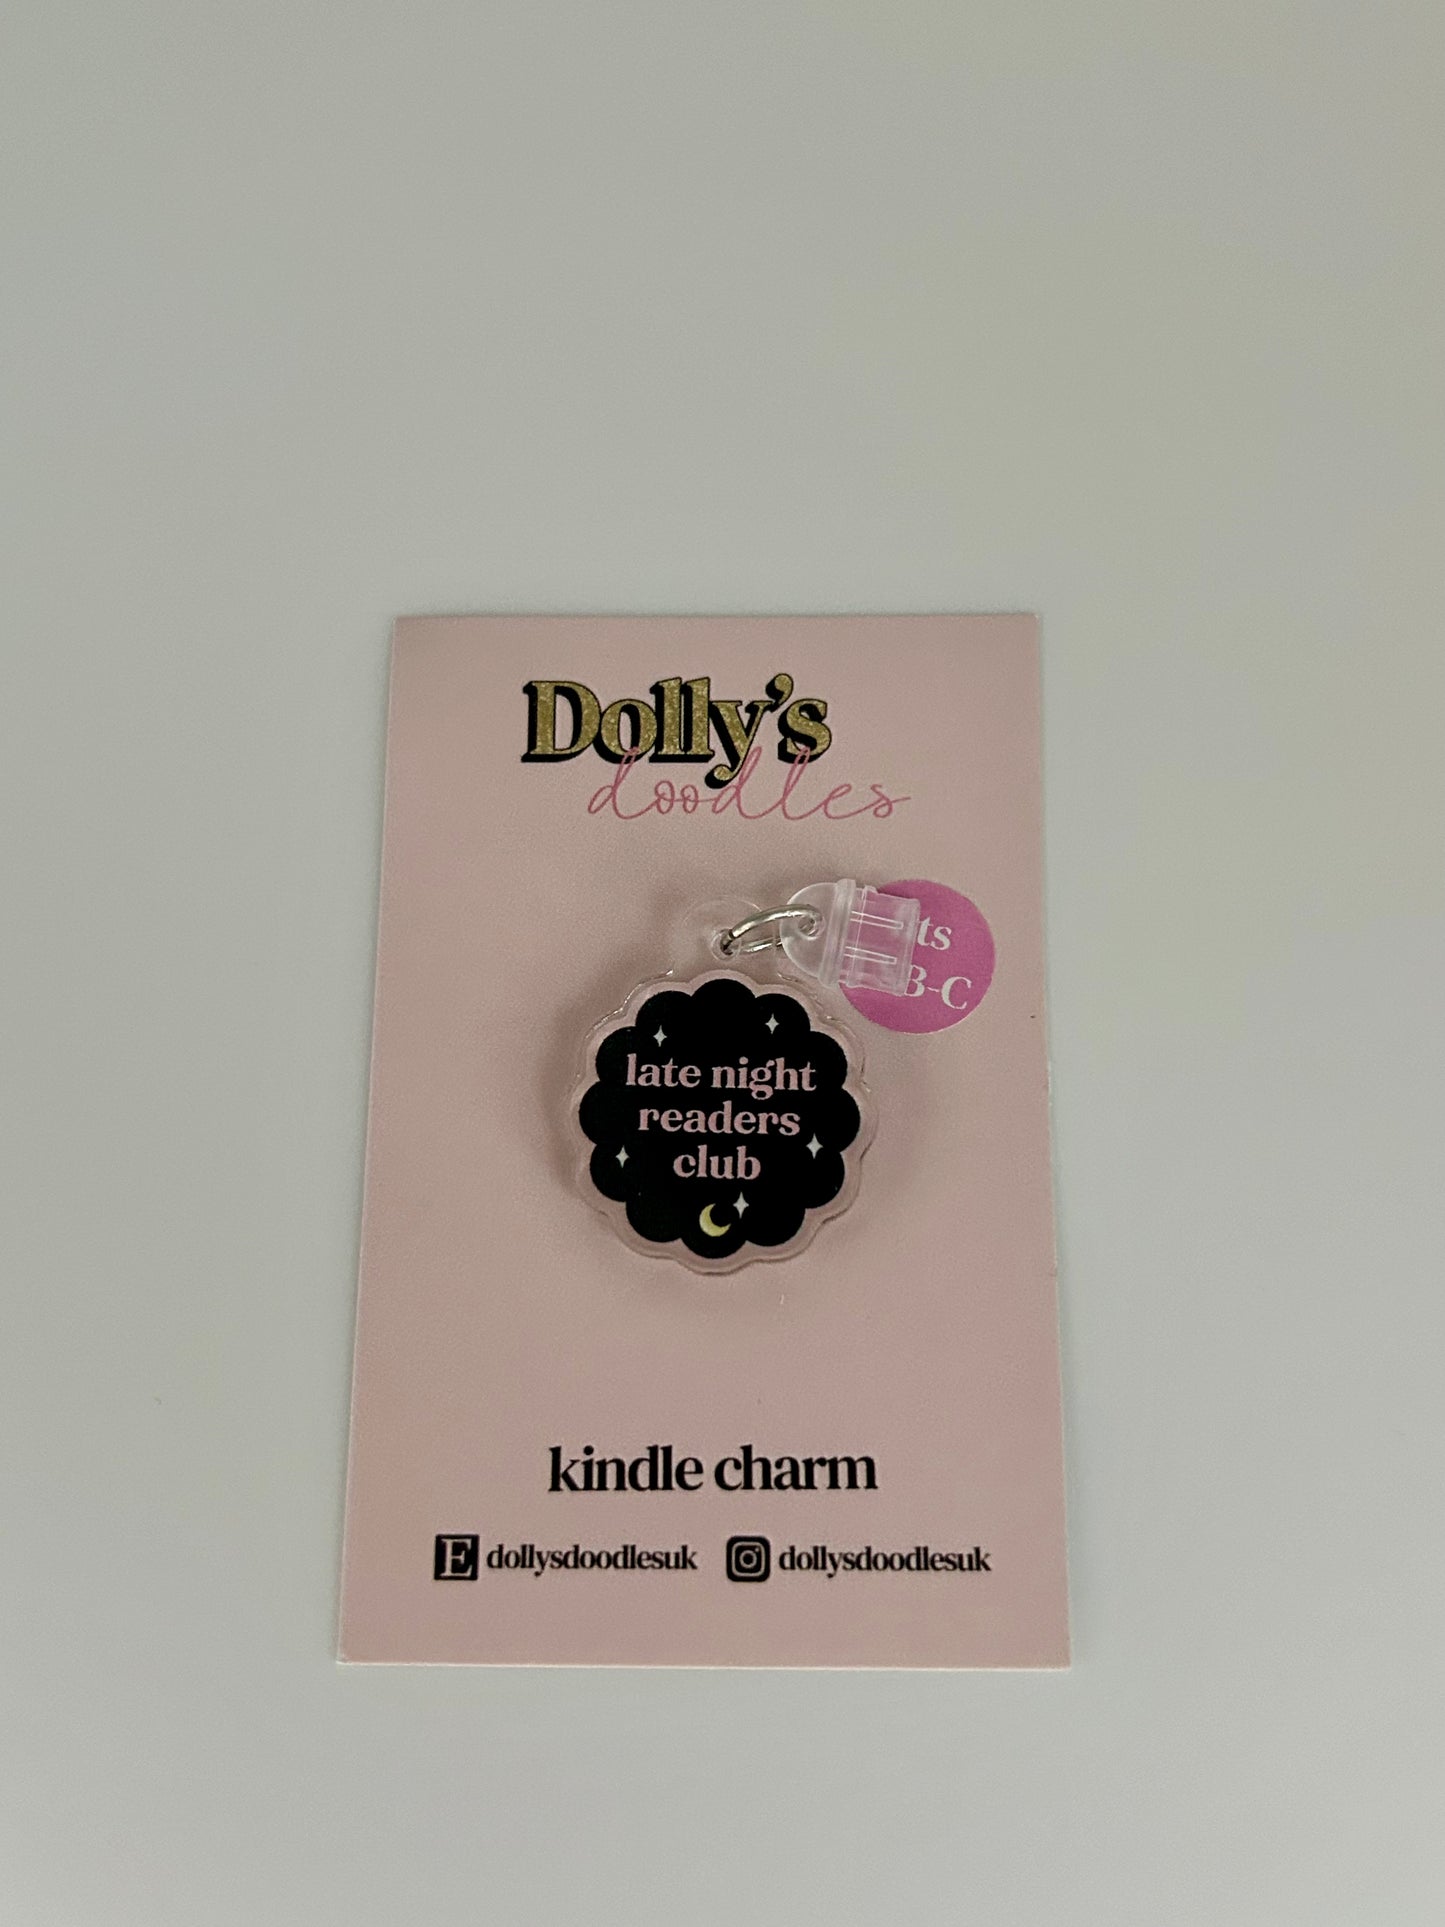 Dolly's
doodles
late night
readers
club
kindle charm
dollysdoodlesuk
dollysdoodlesuk